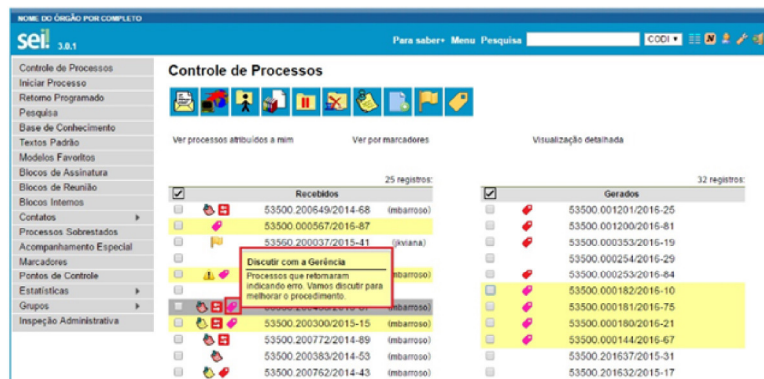 NOME DO ÓRGÃO POR COMPLETO
sei! 3.0.1
Para saber+ Menu Pesquisa
CODI
Controle de Processos
Iniciar Processo
Retorno Programado
Pesquisa
Base de Conhecimento
Textos Padrão
Modelos Favoritos
Blocos de Assinatura
Blocos de Reunião
Blocos Internos
Contatos
Processos Sobrestados
Acompanhamento Especial
Marcadores
Pontos de Controle
Estatísticas
Grupos
Inspeção Administrativa
Controle de Processos
Ver processos atribuídos a mim
Ver por marcadores
Visualização detalhada
25 registros:
Recebidos
53500.200649/2014-68 (mbarroso)
53500.000567/2016-87
53560.200037/2015-41 (jkviana)
Discutir com a Gerência
Processos que retornaram
indicando erro. Vamos discutir para
melhorar o procedimento.
(mbarroso)
(mbarroso)
53500.200300/2015-15 (mbarroso)
53500.200772/2014-89 (mbarroso)
53500.200383/2014-53 (mbarroso)
53500.200762/2014-43 (mbarroso)
32 registros:
Gerados
53500.001201/2016-25
53500.001200/2016-81
53500.000353/2016-19
53500.000254/2016-29
53500.000253/2016-84
53500.000182/2016-10
53500.000181/2016-75
53500.000180/2016-21
53500.000144/2016-67
53500.201637/2015-31
53500.201632/2015-17